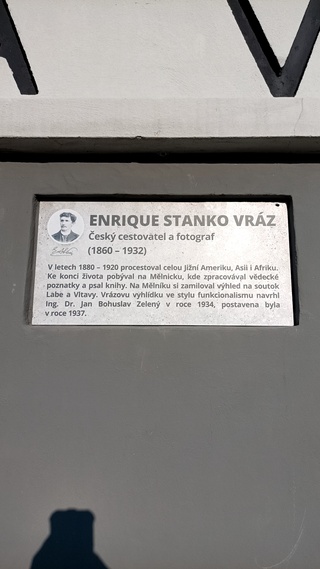 ENRIQUE STANKO VRÁZ
Český cestovatel a fotograf
(1860 – 1932)
V letech 1880 – 1920 procestoval celou Jižní Ameriku, Asii i Afriku.
Ke konci života pobýval na Mělnicku, kde zpracovával vědecké
poznatky a psal knihy. Na Mělníku si zamiloval výhled na soutok
Labe a Vltavy. Vrázovu vyhlídku ve stylu funkcionalismu navrhl
Ing. Dr. Jan Bohuslav Zelený v roce 1934, postavena byla
v roce 1937.